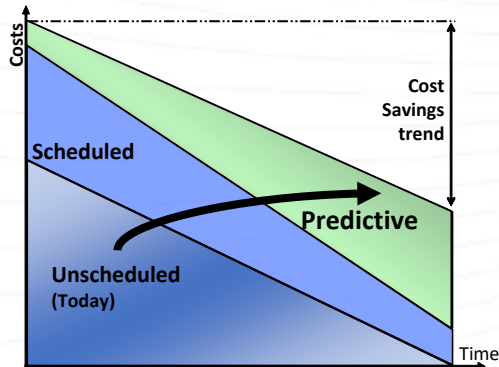 Costs
Cost
Savings
trend
Scheduled
Predictive
Unscheduled
(Today)
Time